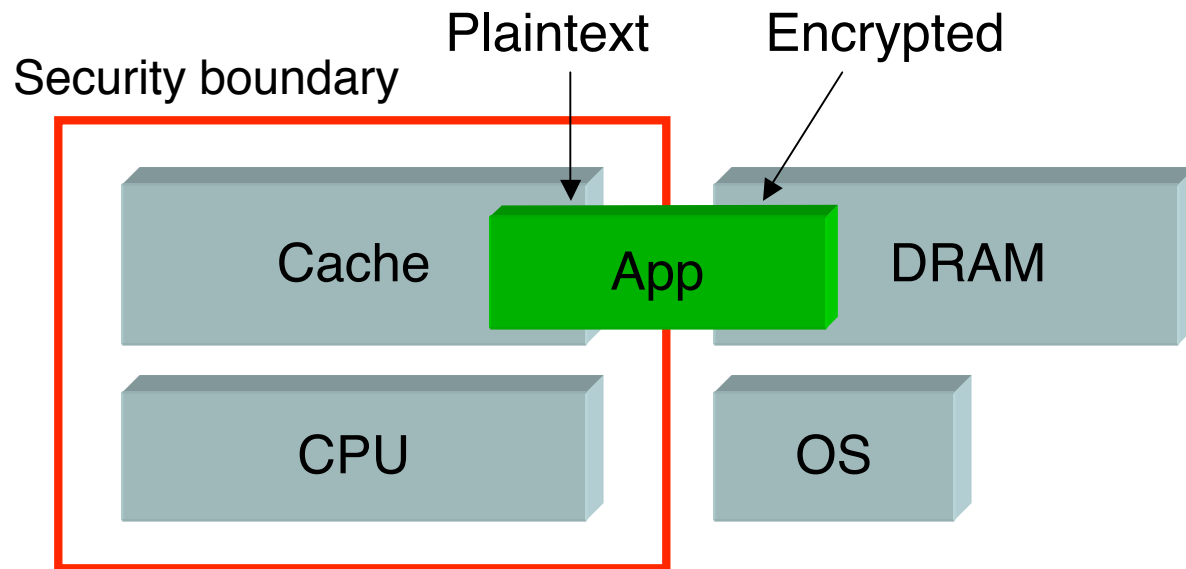 Plaintext Encrypted
Security boundary
Cache App DRAM
CPU OS